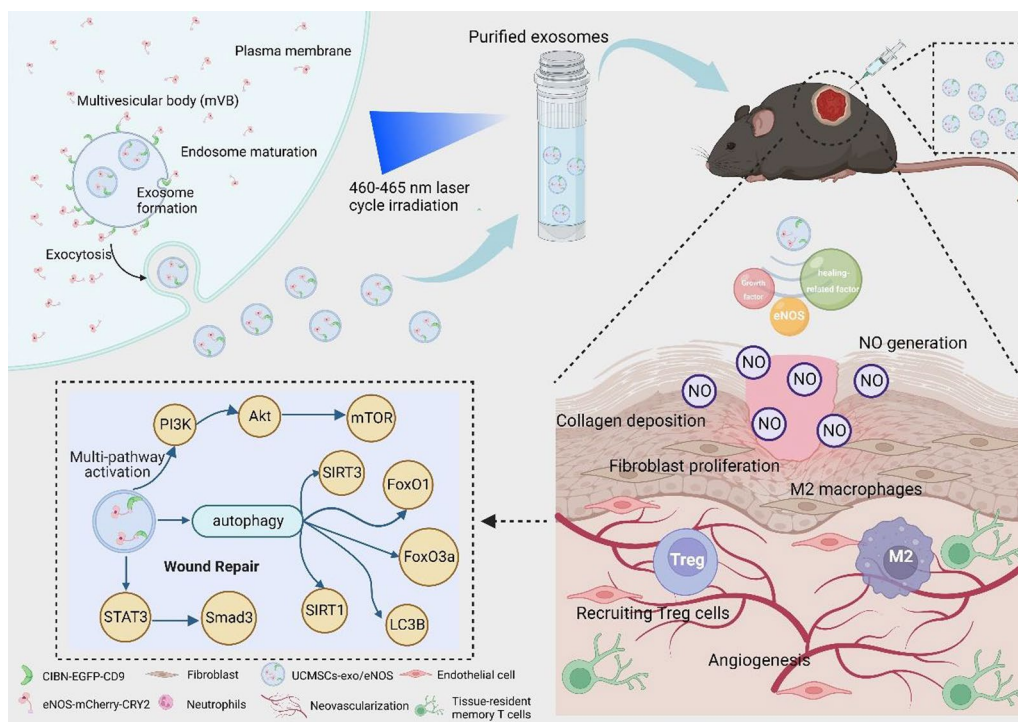 Plasma membrane
Multivesicular body (mVB)
Endosome maturation
Exosome
formation
Exocytosis
460-465 nm laser
cycle irradiation
Purified exosomes
Growth
factor
healing-
related factor
eNOS
NO generation
NO
NO
NO
NO
NO
NO
Collagen deposition
Fibroblast proliferation
M2 macrophages
Treg
M2
Recruiting Treg cells
Angiogenesis
PI3K
Akt
mTOR
Multi-pathway
activation
SIRT3
FoxO1
autophagy
FoxO3a
Wound Repair
STAT3
Smad3
SIRT1
LC3B
CIBN-EGFP-CD9
Fibroblast
UCMSCs-exo/eNOS
Endothelial cell
eNOS-mCherry-CRY2
Neutrophils
Neovascularization
Tissue-resident
memory T cells